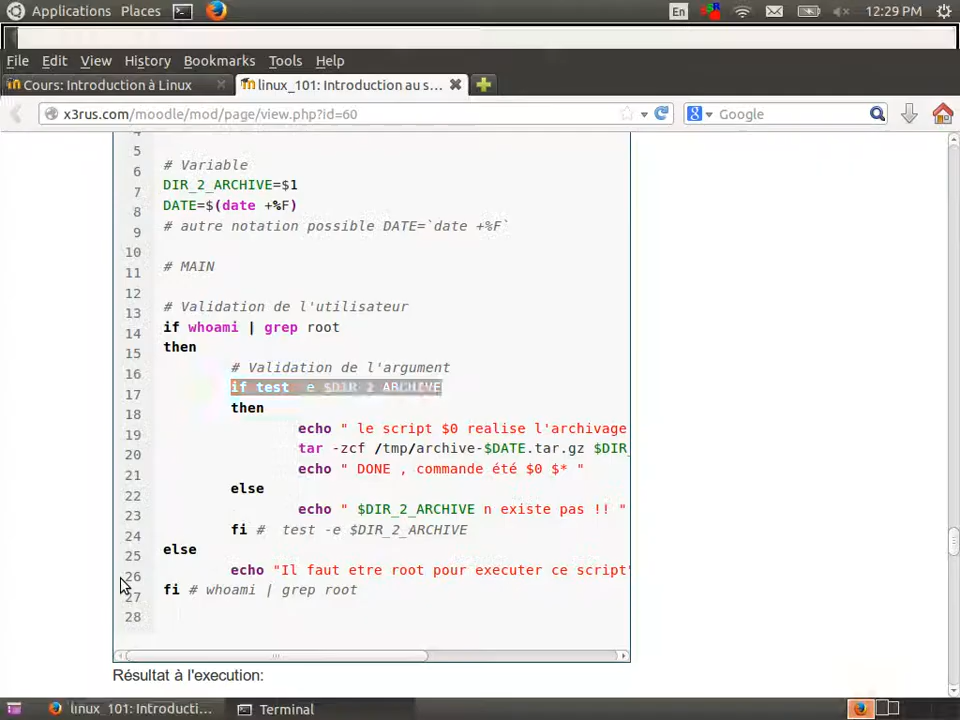 Applications Places En 12:29 PM
File Edit View History Bookmarks Tools Help
Cours: Introduction à Linux linux_101: Introduction au s...
x3rus.com/moodle/mod/page/view.php?id=60 Google
4
5
6 # Variable
7 DIR_2_ARCHIVE=$1
8 DATE=$(date +%F)
9 # autre notation possible DATE=`date +%F`
10
11 # MAIN
12
13 # Validation de l'utilisateur
14 if whoami | grep root
15 then
16 # Validation de l'argument
17 if test -e $DIR_2_ARCHIVE
18 then
19 echo " le script $0 realise l'archivage
20 tar -zcf /tmp/archive-$DATE.tar.gz $DIR_
21 echo " DONE , commande été $0 $* "
22 else
23 echo " $DIR_2_ARCHIVE n existe pas !! "
24 fi # test -e $DIR_2_ARCHIVE
25 else
26 echo "Il faut etre root pour executer ce script"
27 fi # whoami | grep root
28
Résultat à l'execution:
linux_101: Introducti... Terminal